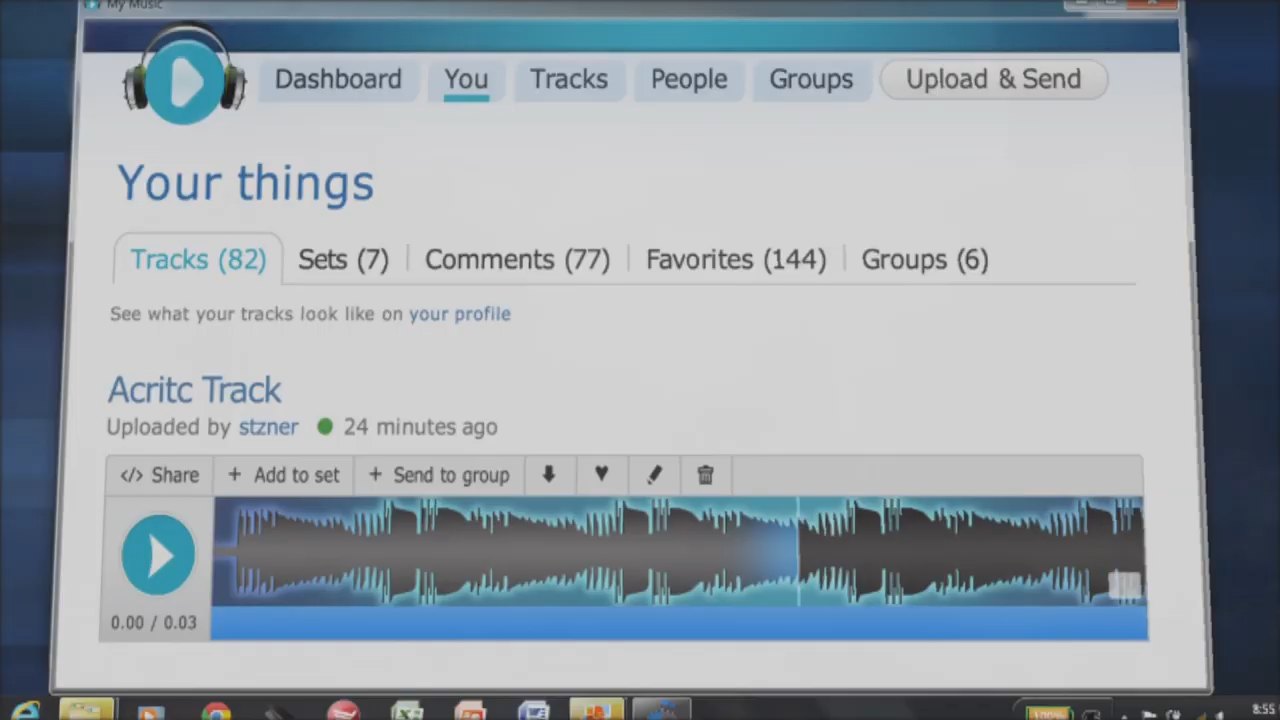 My Music
Dashboard You Tracks People Groups Upload & Send
Your things
Tracks (82) Sets (7) Comments (77) Favorites (144) Groups (6)
See what your tracks look like on your profile
Acritc Track
Uploaded by stzner 24 minutes ago
</> Share + Add to set + Send to group
0.00 / 0.03
100%
8:55